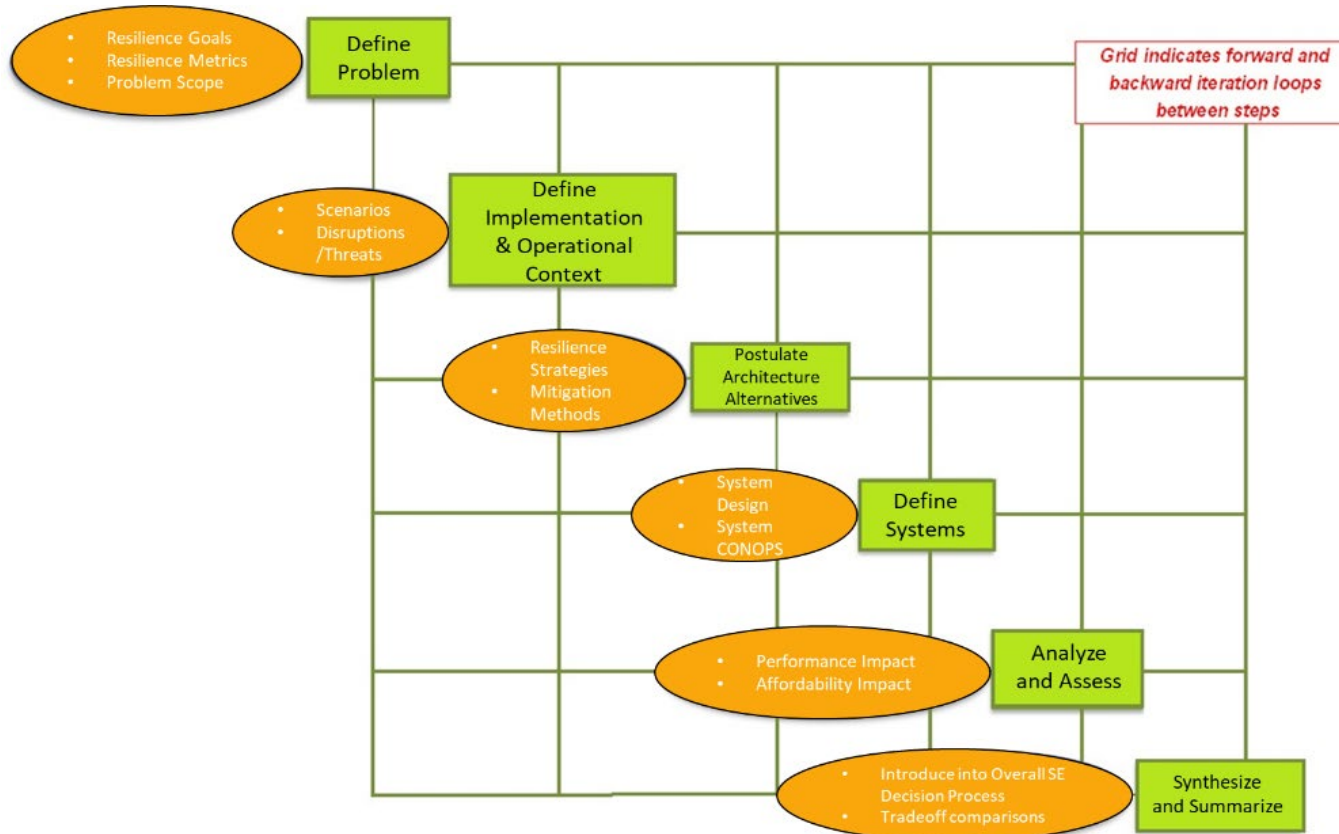 Resilience Goals
Resilience Metrics
Problem Scope
Define
Problem
Grid indicates forward and
backward iteration loops
between steps
Scenarios
Disruptions
/Threats
Define
Implementation
& Operational
Context
Resilience
Strategies
Mitigation
Methods
Postulate
Architecture
Alternatives
System
Design
System
CONOPS
Define
Systems
Performance Impact
Affordability Impact
Analyze
and Assess
Introduce into Overall SE
Decision Process
Tradeoff comparisons
Synthesize
and Summarize